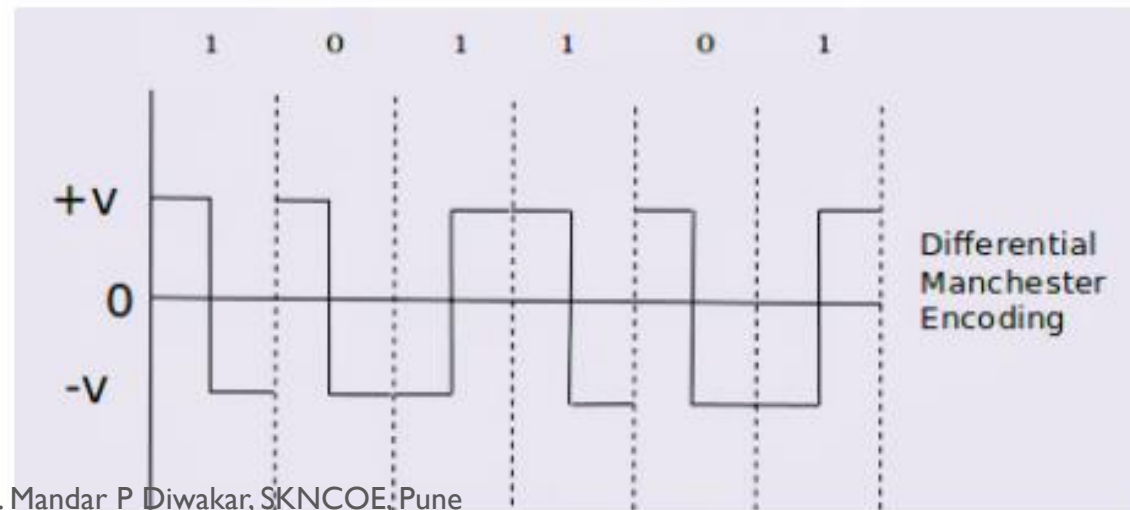 1 0 1 1 0 1
+V
0
-V
Differential
Manchester
Encoding
. Mandar P Diwakar, SKNCOE, Pune